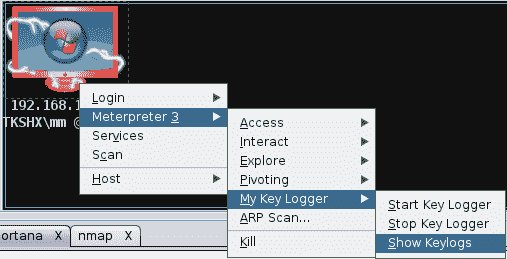 192.168.1
TKSHX\mm @
Login
Meterpreter 3
Services
Scan
Host
Access
Interact
Explore
Pivoting
My Key Logger
ARP Scan...
Kill
Start Key Logger
Stop Key Logger
Show Keylogs
ortana X
nmap X